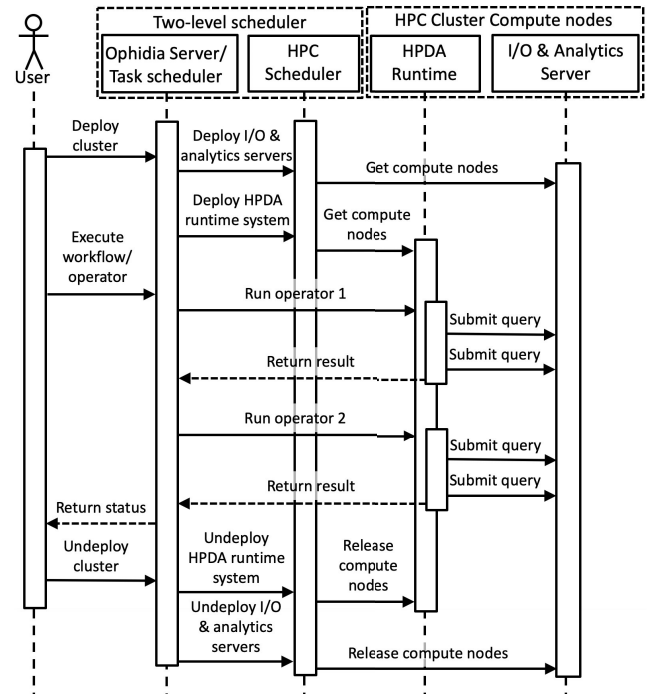 Two-level scheduler
HPC Cluster Compute nodes
User
Ophidia Server/
Task scheduler
HPC
Scheduler
HPDA
Runtime
I/O & Analytics
Server
Deploy
cluster
Deploy I/O &
analytics servers
Get compute nodes
Deploy HPDA
runtime system
Get compute
nodes
Execute
workflow/
operator
Run operator 1
Submit query
Submit query
Return result
Run operator 2
Submit query
Submit query
Return result
Return status
Undeploy
cluster
Undeploy
HPDA runtime
system
Release
compute
nodes
Undeploy I/O
& analytics
servers
Release compute nodes